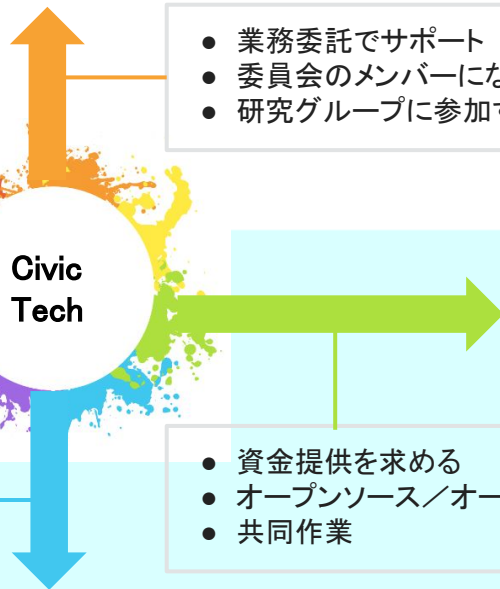 ● 業務委託でサポート
● 委員会のメンバーにな
● 研究グループに参加す
Civic
Tech
● 資金提供を求める
● オープンソース／オー
● 共同作業